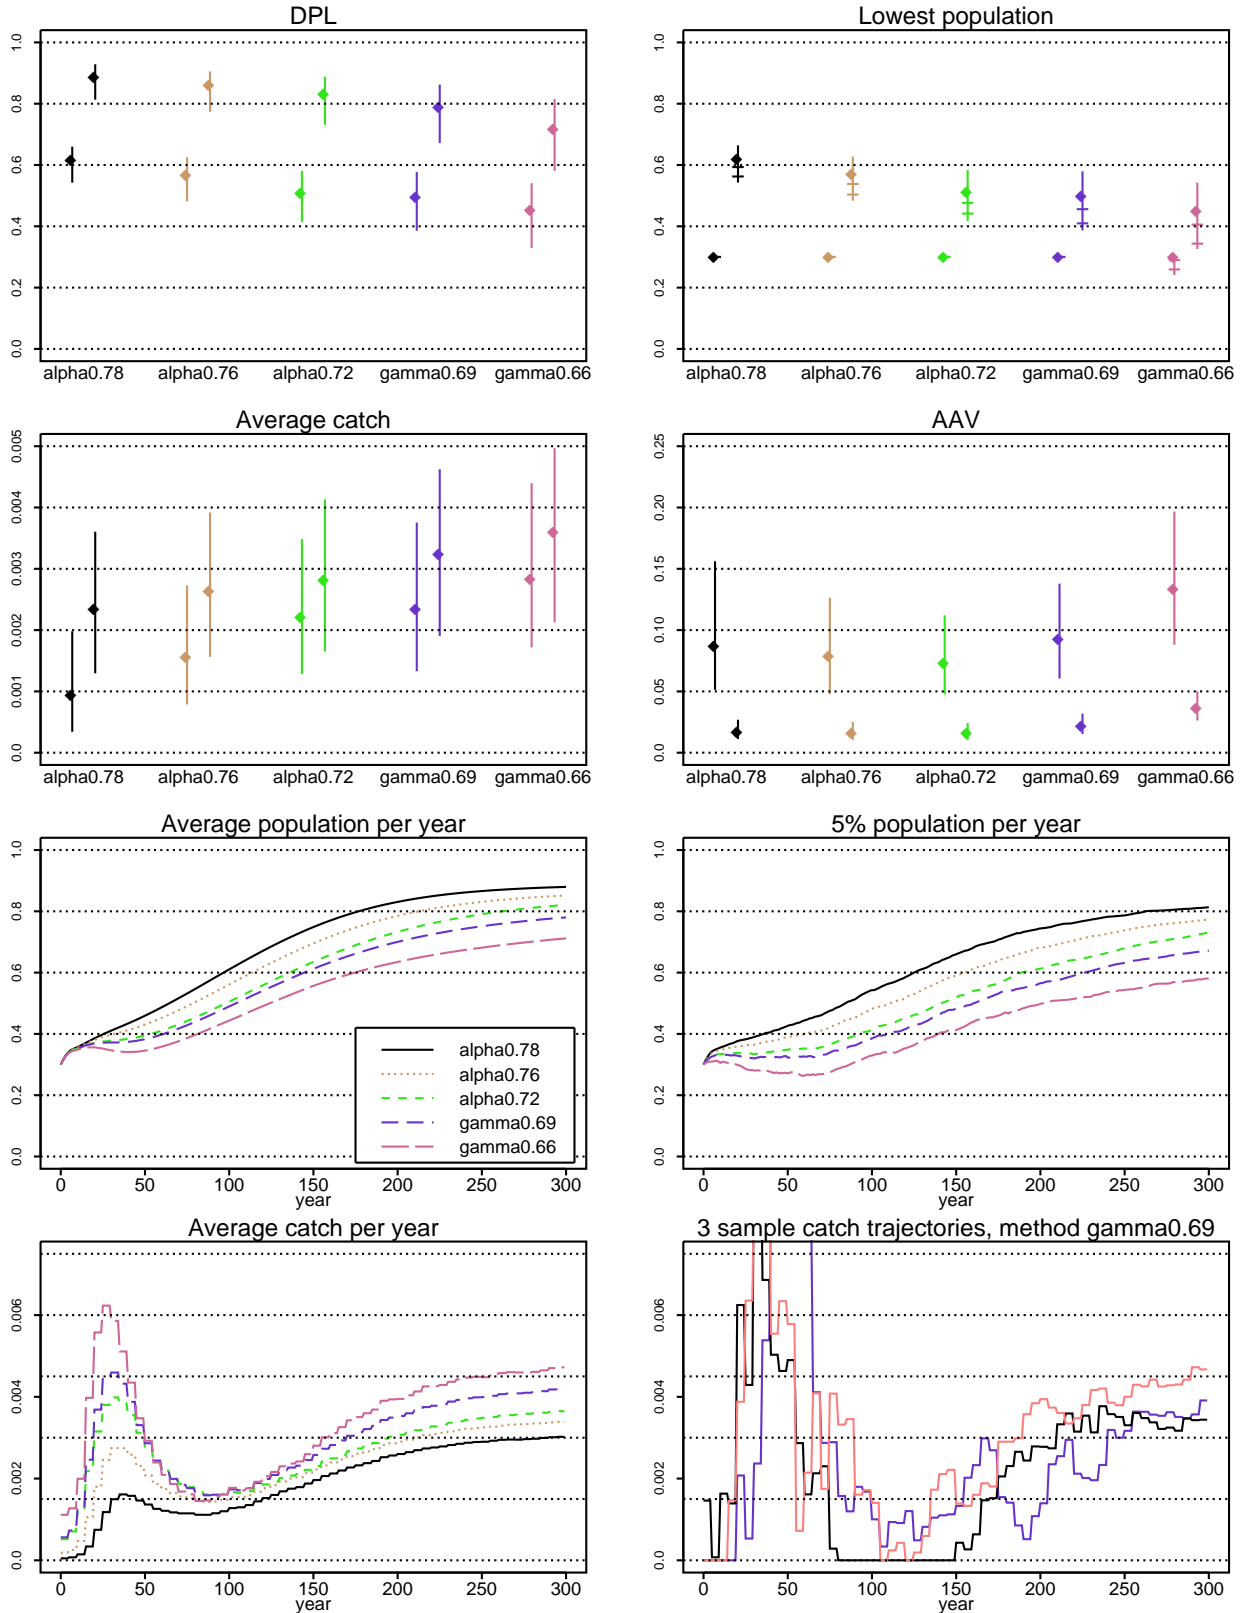 DPL
1.0
0.8
0.6
0.4
0.2
0.0
alpha0.78 alpha0.76 alpha0.72 gamma0.69 gamma0.66
Lowest population
1.0
0.8
0.6
0.4
0.2
0.0
alpha0.78 alpha0.76 alpha0.72 gamma0.69 gamma0.66
Average catch
0.005
0.004
0.003
0.002
0.001
0.0
alpha0.78 alpha0.76 alpha0.72 gamma0.69 gamma0.66
AAV
0.25
0.20
0.15
0.10
0.05
0.0
alpha0.78 alpha0.76 alpha0.72 gamma0.69 gamma0.66
Average population per year
1.0
0.8
0.6
0.4
0.2
0.0
alpha0.78
alpha0.76
alpha0.72
gamma0.69
gamma0.66
0 50 100 150 200 250 300
year
5% population per year
1.0
0.8
0.6
0.4
0.2
0.0
0 50 100 150 200 250 300
year
Average catch per year
0.006
0.004
0.002
0.0
0 50 100 150 200 250 300
year
3 sample catch trajectories, method gamma0.69
0.006
0.004
0.002
0.0
0 50 100 150 200 250 300
year